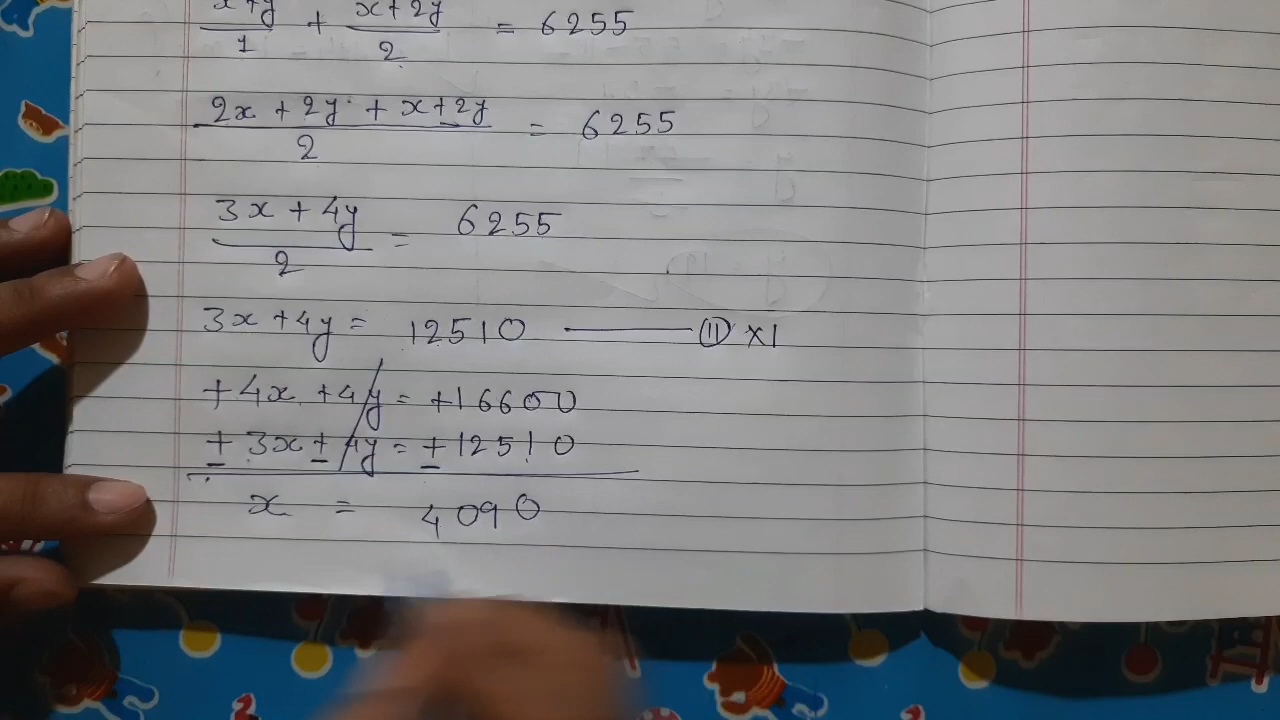 x+y/1 + x+2y/2 = 6255
2x + 2y + x+2y/2 = 6255
3x + 4y/2 = 6255
3x+4y = 12510 ——— (II) ×1
+4x +4y = +16600
± 3x ± 4y = ±12510
x = 4090